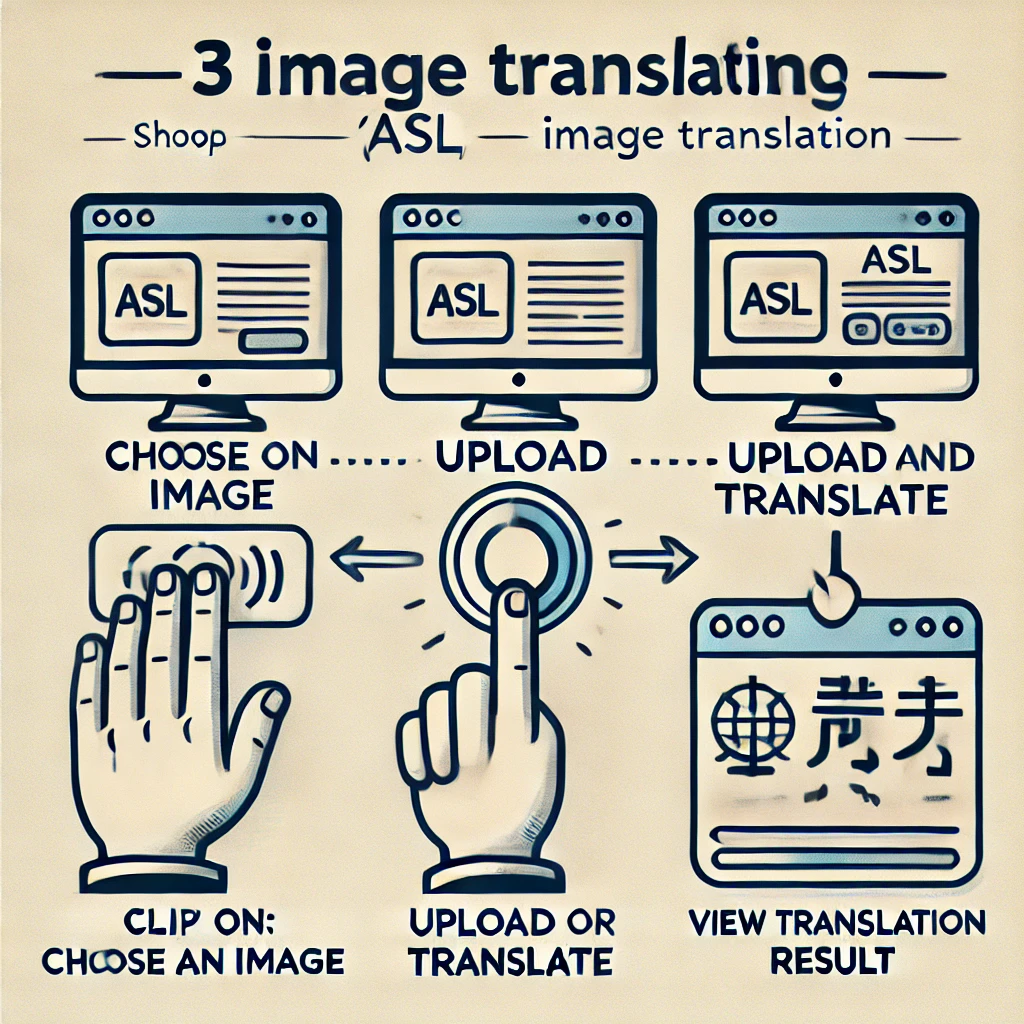 3 image translating
Shoop 'ASL, image translation
ASL
ASL
ASL
ASL
CHOOSE ON
IMAGE
UPLOAD
UPLOAD AND
TRANSLATE
CLIP ON:
CHOOSE AN IMAGE
UPLOAD OR
TRANSLATE
VIEW TRANSLATION
RESULT